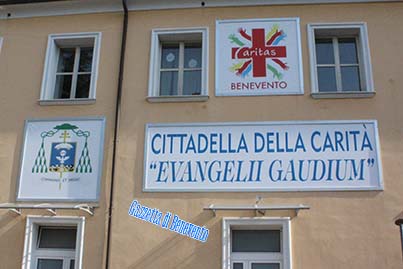 Caritas
BENEVENTO
CITTADELLA DELLA CARITÀ
"EVANGELII GAUDIUM"
Gazzetta di Benevento